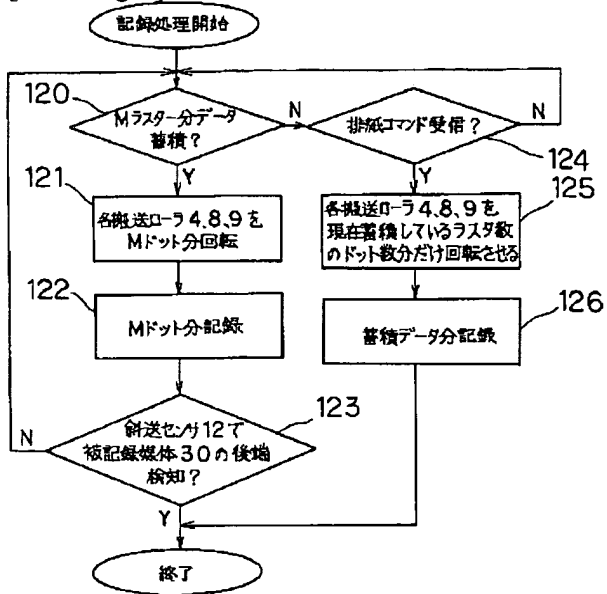 記録処理開始
120
Mラスター分データ
蓄積？
N
排紙コマンド受信？
N
124
Y
Y
121
各搬送ローラ4、8、9を
Mドット分回転
125
各搬送ローラ4、8、9を
現在蓄積しているラスタ数
のドット数分だけ回転させる
122
Mドット分記録
126
蓄積データ分記録
123
斜送センサ12で
被記録媒体30の後端
検知？
N
Y
終了